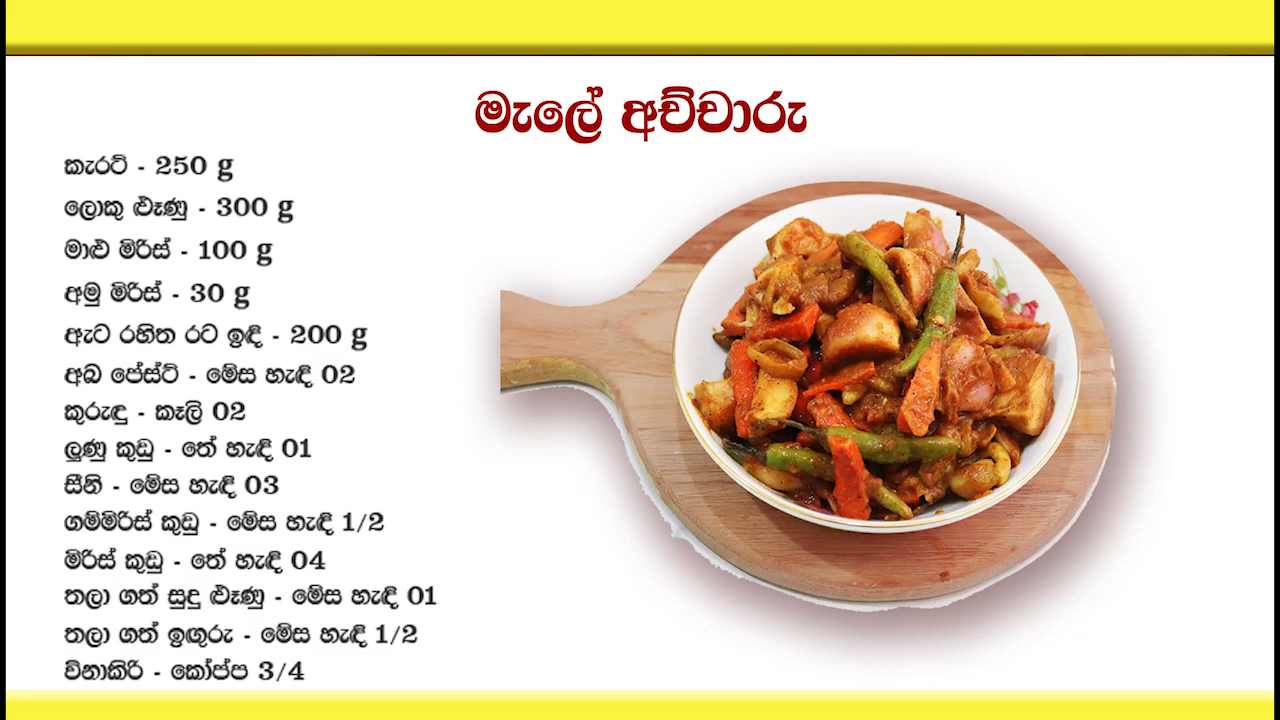 මැලේ අච්චාරු
කැරට් - 250 g
ලොකු ළූණු - 300 g
මාළු මිරිස් - 100 g
අමු මිරිස් - 30 g
ඇට රහිත රට ඉඳි - 200 g
අබ පේස්ට් - මේස හැඳි 02
කුරුඳු - කෑලි 02
ලුණු කුඩු - තේ හැඳි 01
සීනි - මේස හැඳි 03
ගම්මිරිස් කුඩු - මේස හැඳි 1/2
මිරිස් කුඩු - තේ හැඳි 04
තලා ගත් සුදු ළූණු - මේස හැඳි 01
තලා ගත් ඉඟුරු - මේස හැඳි 1/2
විනාකිරි - කෝප්ප 3/4